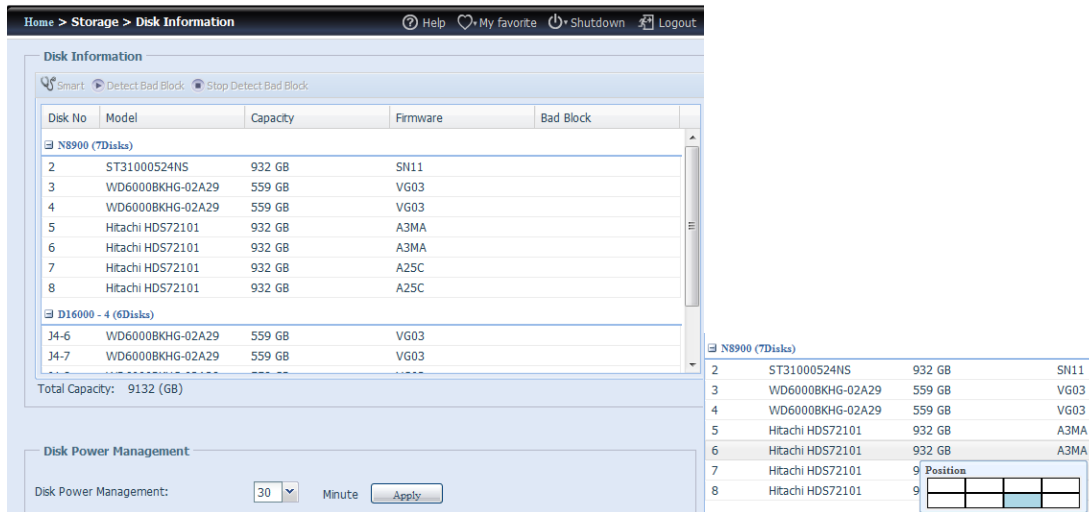 Home > Storage > Disk Information Help My favorite Shutdown Logout
Disk Information
Smart Detect Bad Block Stop Detect Bad Block
Disk No Model Capacity Firmware Bad Block
N8900 (7Disks)
2 ST31000524NS 932 GB SN11
3 WD6000BKHG-02A29 559 GB VG03
4 WD6000BKHG-02A29 559 GB VG03
5 Hitachi HDS72101 932 GB A3MA
6 Hitachi HDS72101 932 GB A3MA
7 Hitachi HDS72101 932 GB A25C
8 Hitachi HDS72101 932 GB A25C
D16000 - 4 (6Disks)
J4-6 WD6000BKHG-02A29 559 GB VG03
J4-7 WD6000BKHG-02A29 559 GB VG03
Total Capacity: 9132 (GB)
Disk Power Management
Disk Power Management: 30 Minute Apply
N8900 (7Disks)
2 ST31000524NS 932 GB SN11
3 WD6000BKHG-02A29 559 GB VG03
4 WD6000BKHG-02A29 559 GB VG03
5 Hitachi HDS72101 932 GB A3MA
6 Hitachi HDS72101 932 GB A3MA
7 Hitachi HDS72101 9 Position
8 Hitachi HDS72101 9